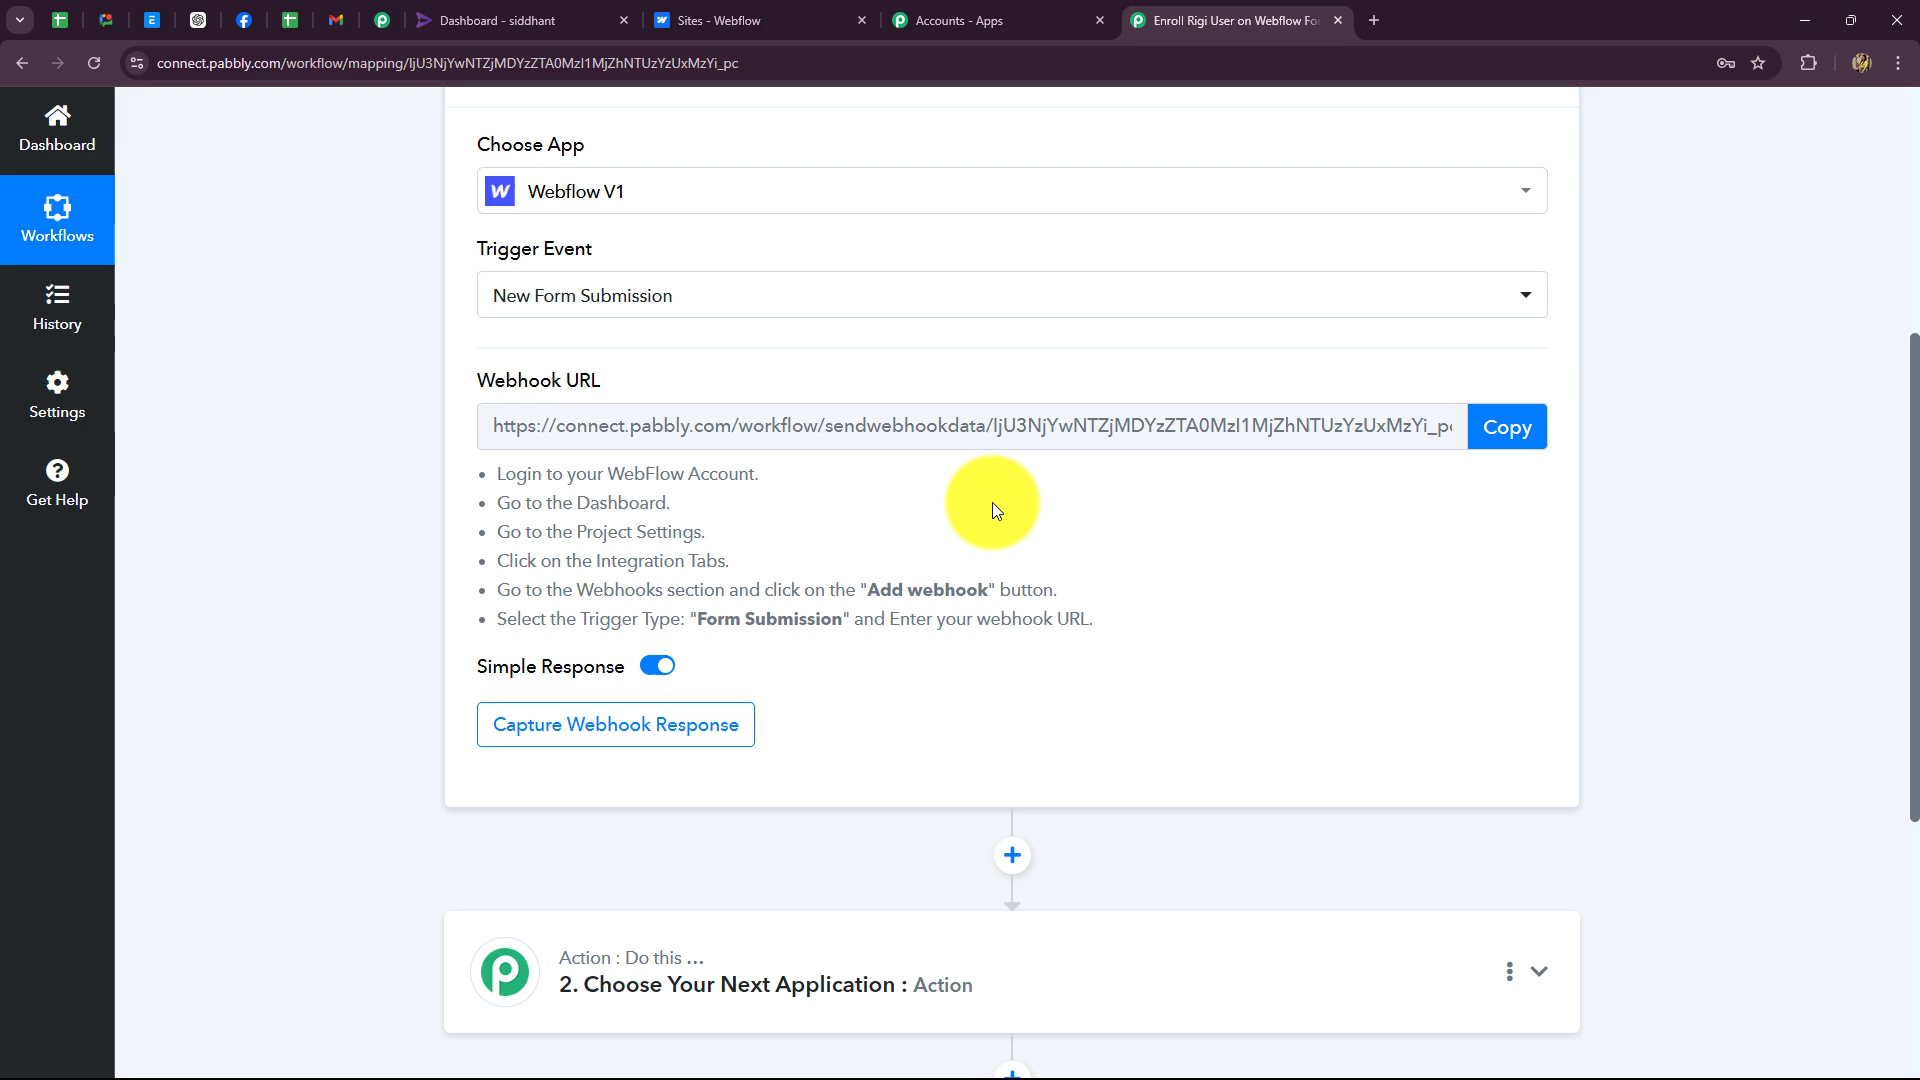 Dashboard - siddhant
Sites - Webflow
Accounts - Apps
Enroll Rigi User on Webflow For
connect.pabbly.com/workflow/mapping/IjU3NjYwNTZjMDYzZTA0MzI1MjZhNTUzYzUxMzYi_pc
Dashboard
Workflows
History
Settings
Get Help
Choose App
Webflow V1
Trigger Event
New Form Submission
Webhook URL
https://connect.pabbly.com/workflow/sendwebhookdata/IjU3NjYwNTZjMDYzZTA0MzI1MjZhNTUzYzUxMzYi_pc
Copy
Login to your WebFlow Account.
Go to the Dashboard.
Go to the Project Settings.
Click on the Integration Tabs.
Go to the Webhooks section and click on the "Add webhook" button.
Select the Trigger Type: "Form Submission" and Enter your webhook URL.
Simple Response
Capture Webhook Response
Action : Do this ...
2. Choose Your Next Application : Action